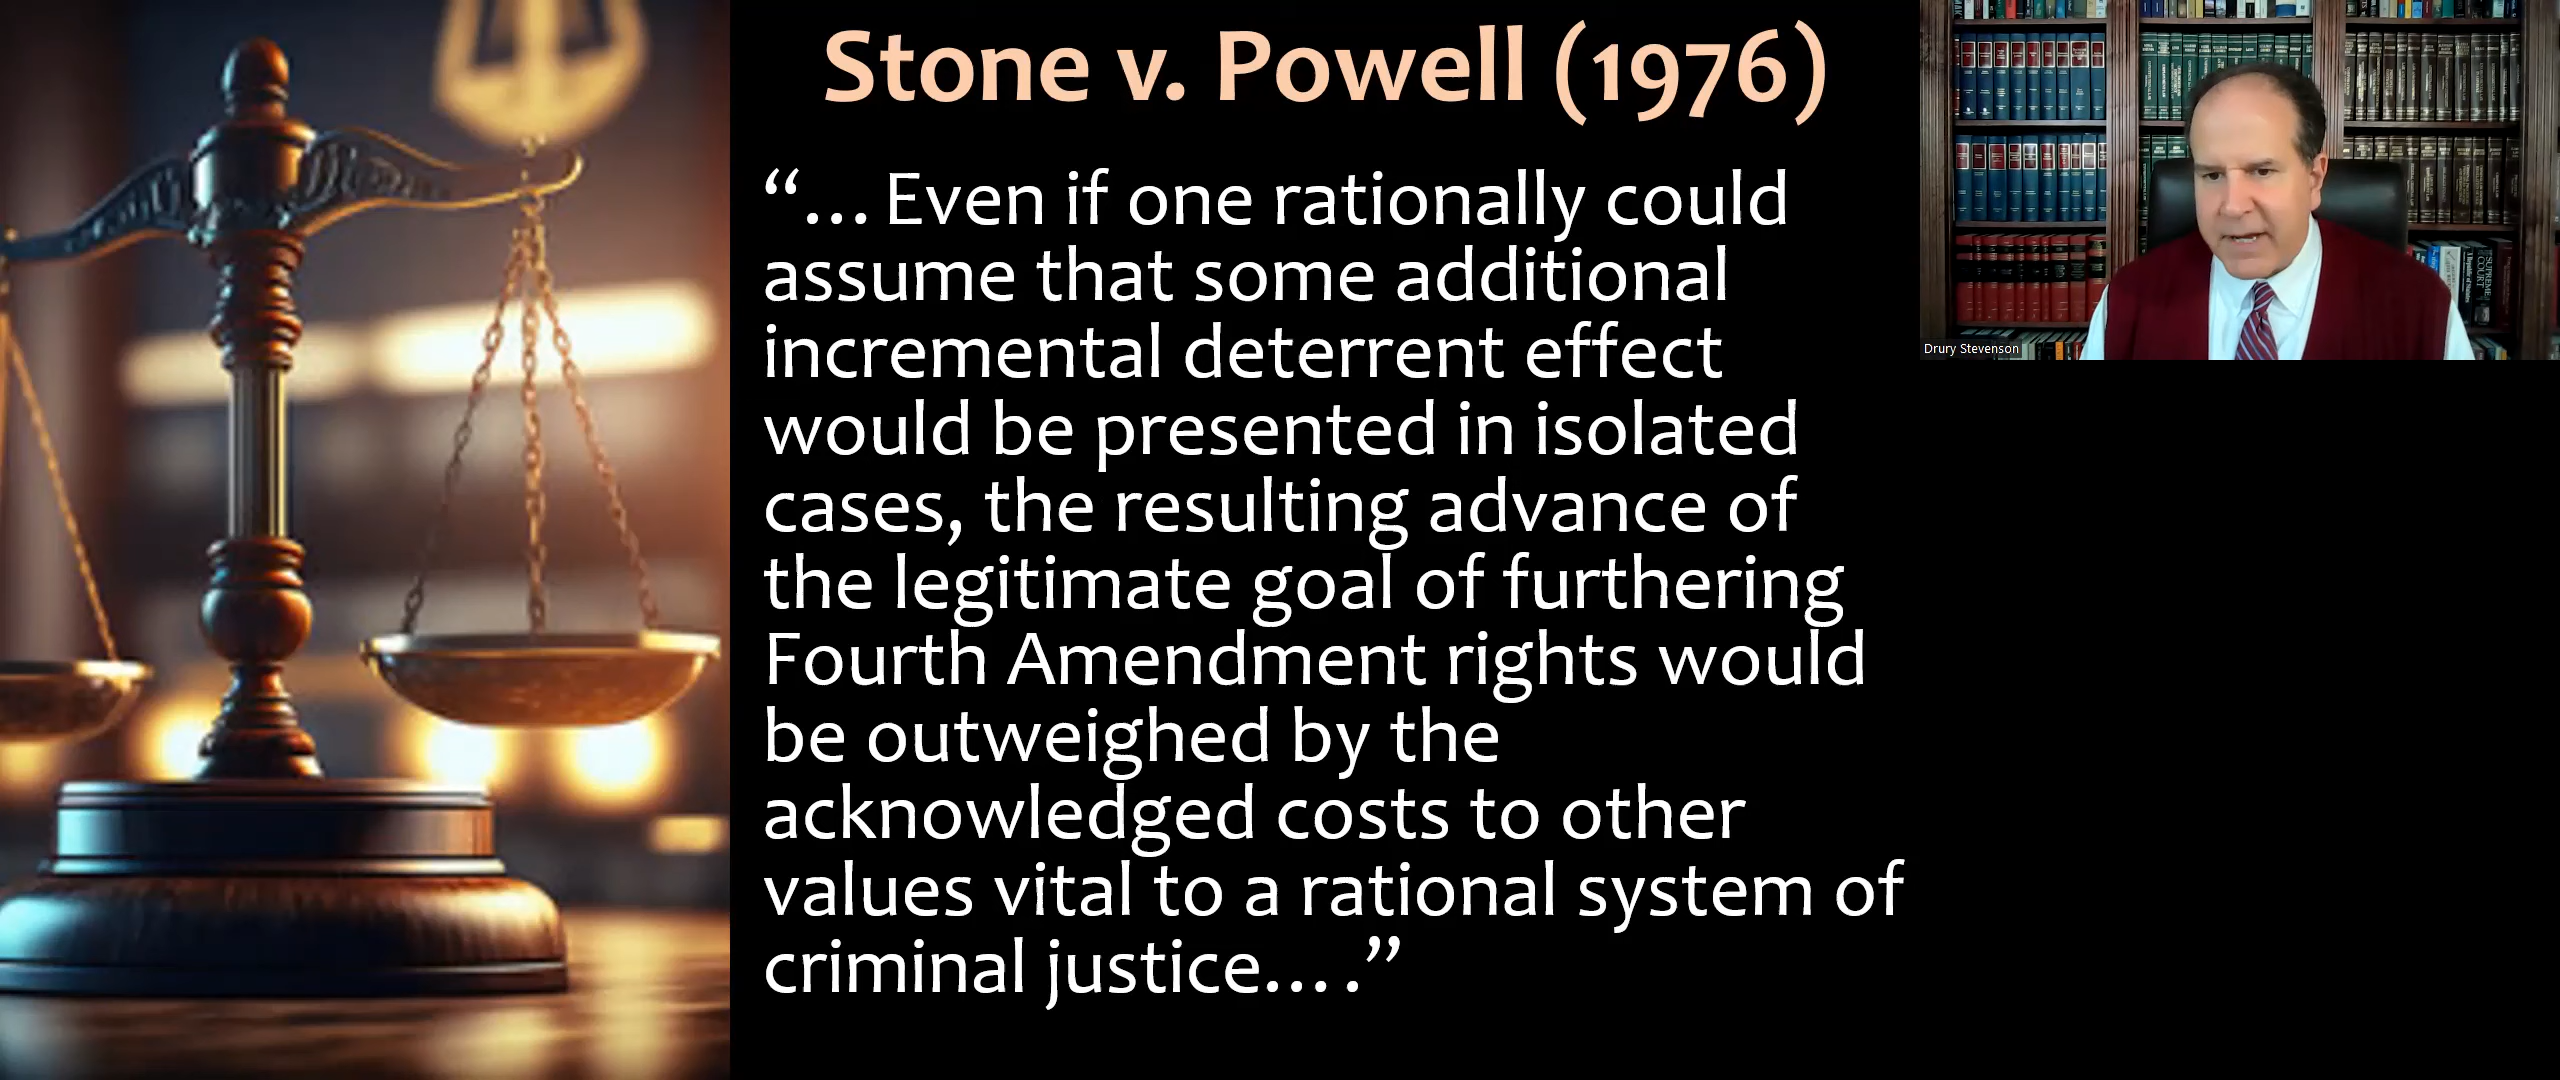 Stone v. Powell (1976)
“… Even if one rationally could
assume that some additional
incremental deterrent effect
would be presented in isolated
cases, the resulting advance of
the legitimate goal of furthering
Fourth Amendment rights would
be outweighed by the
acknowledged costs to other
values vital to a rational system of
criminal justice….”
Drury Stevenson
SUPREME COURT